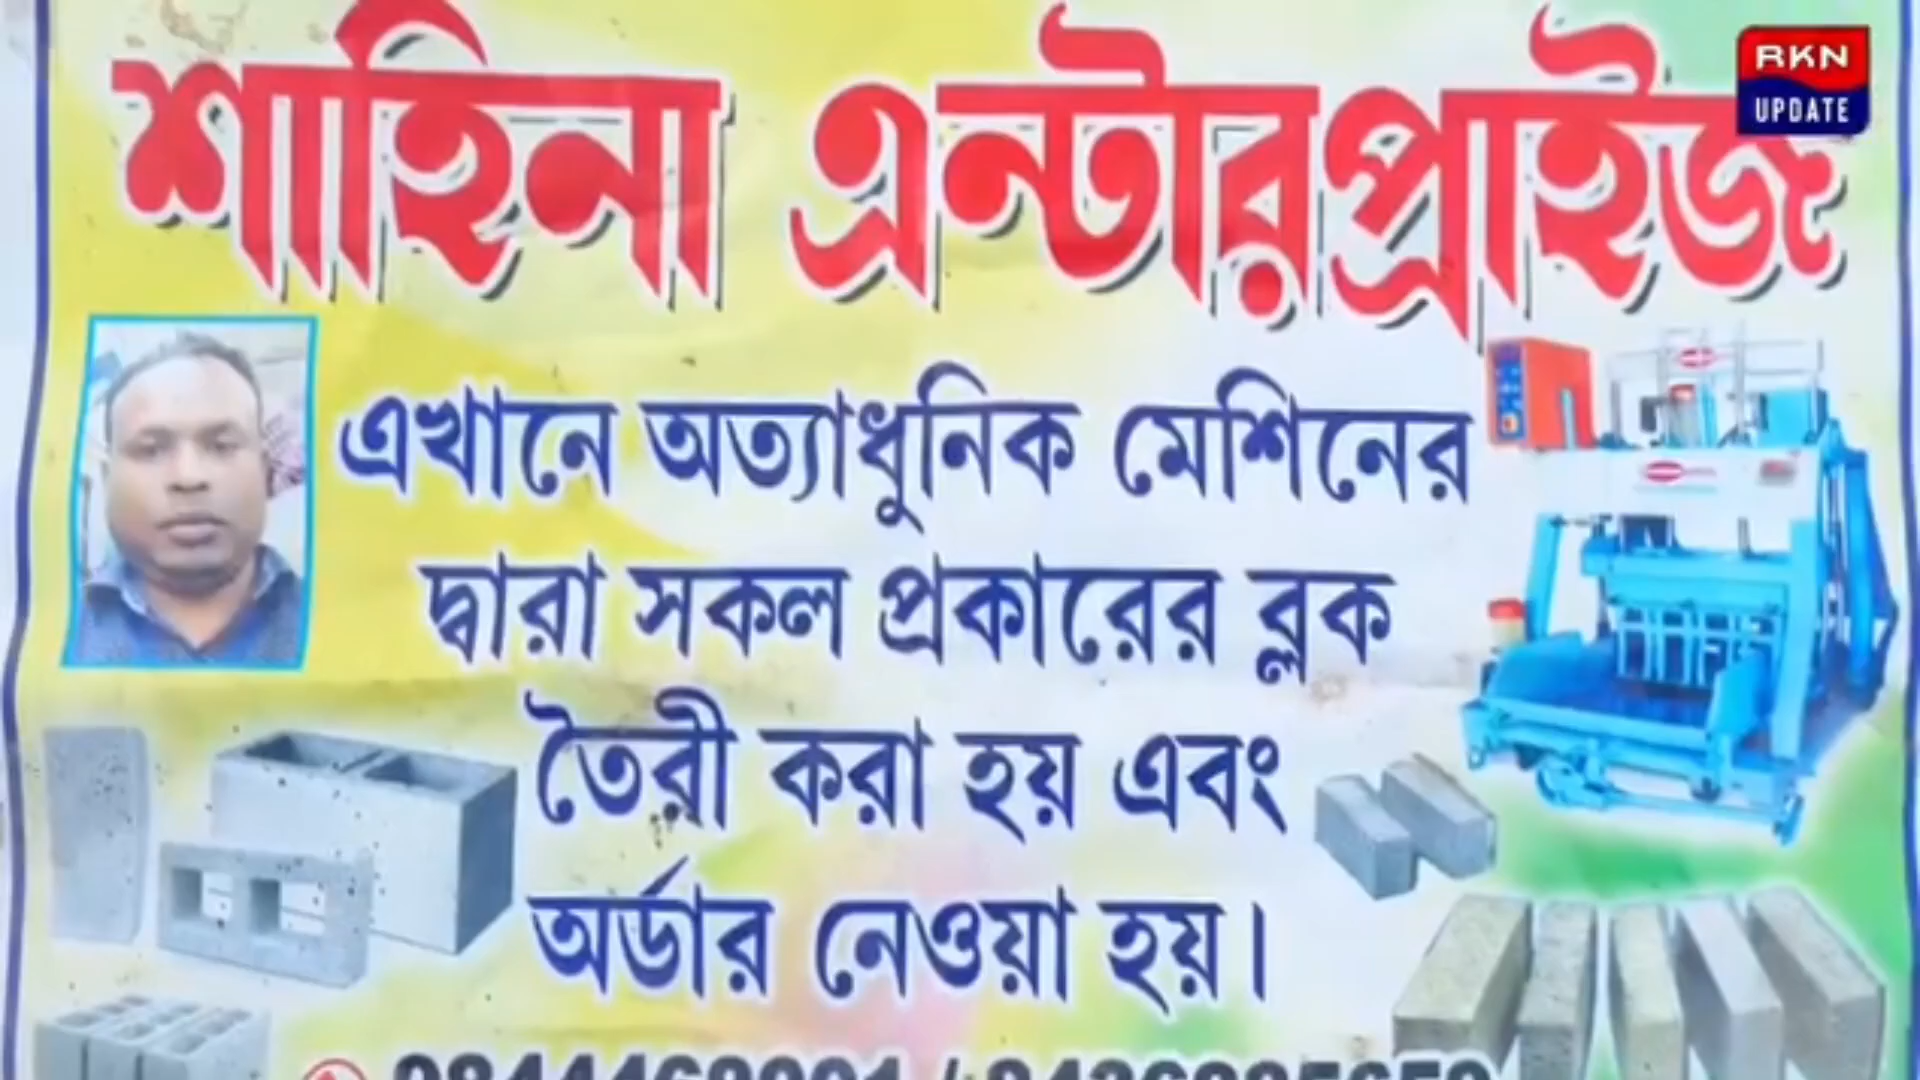 শাহিনা এন্টারপ্রাইজ
RKN
UPDATE
এখানে অত্যাধুনিক মেশিনের
দ্বারা সকল প্রকারের ব্লক
তৈরী করা হয় এবং
অর্ডার নেওয়া হয়।